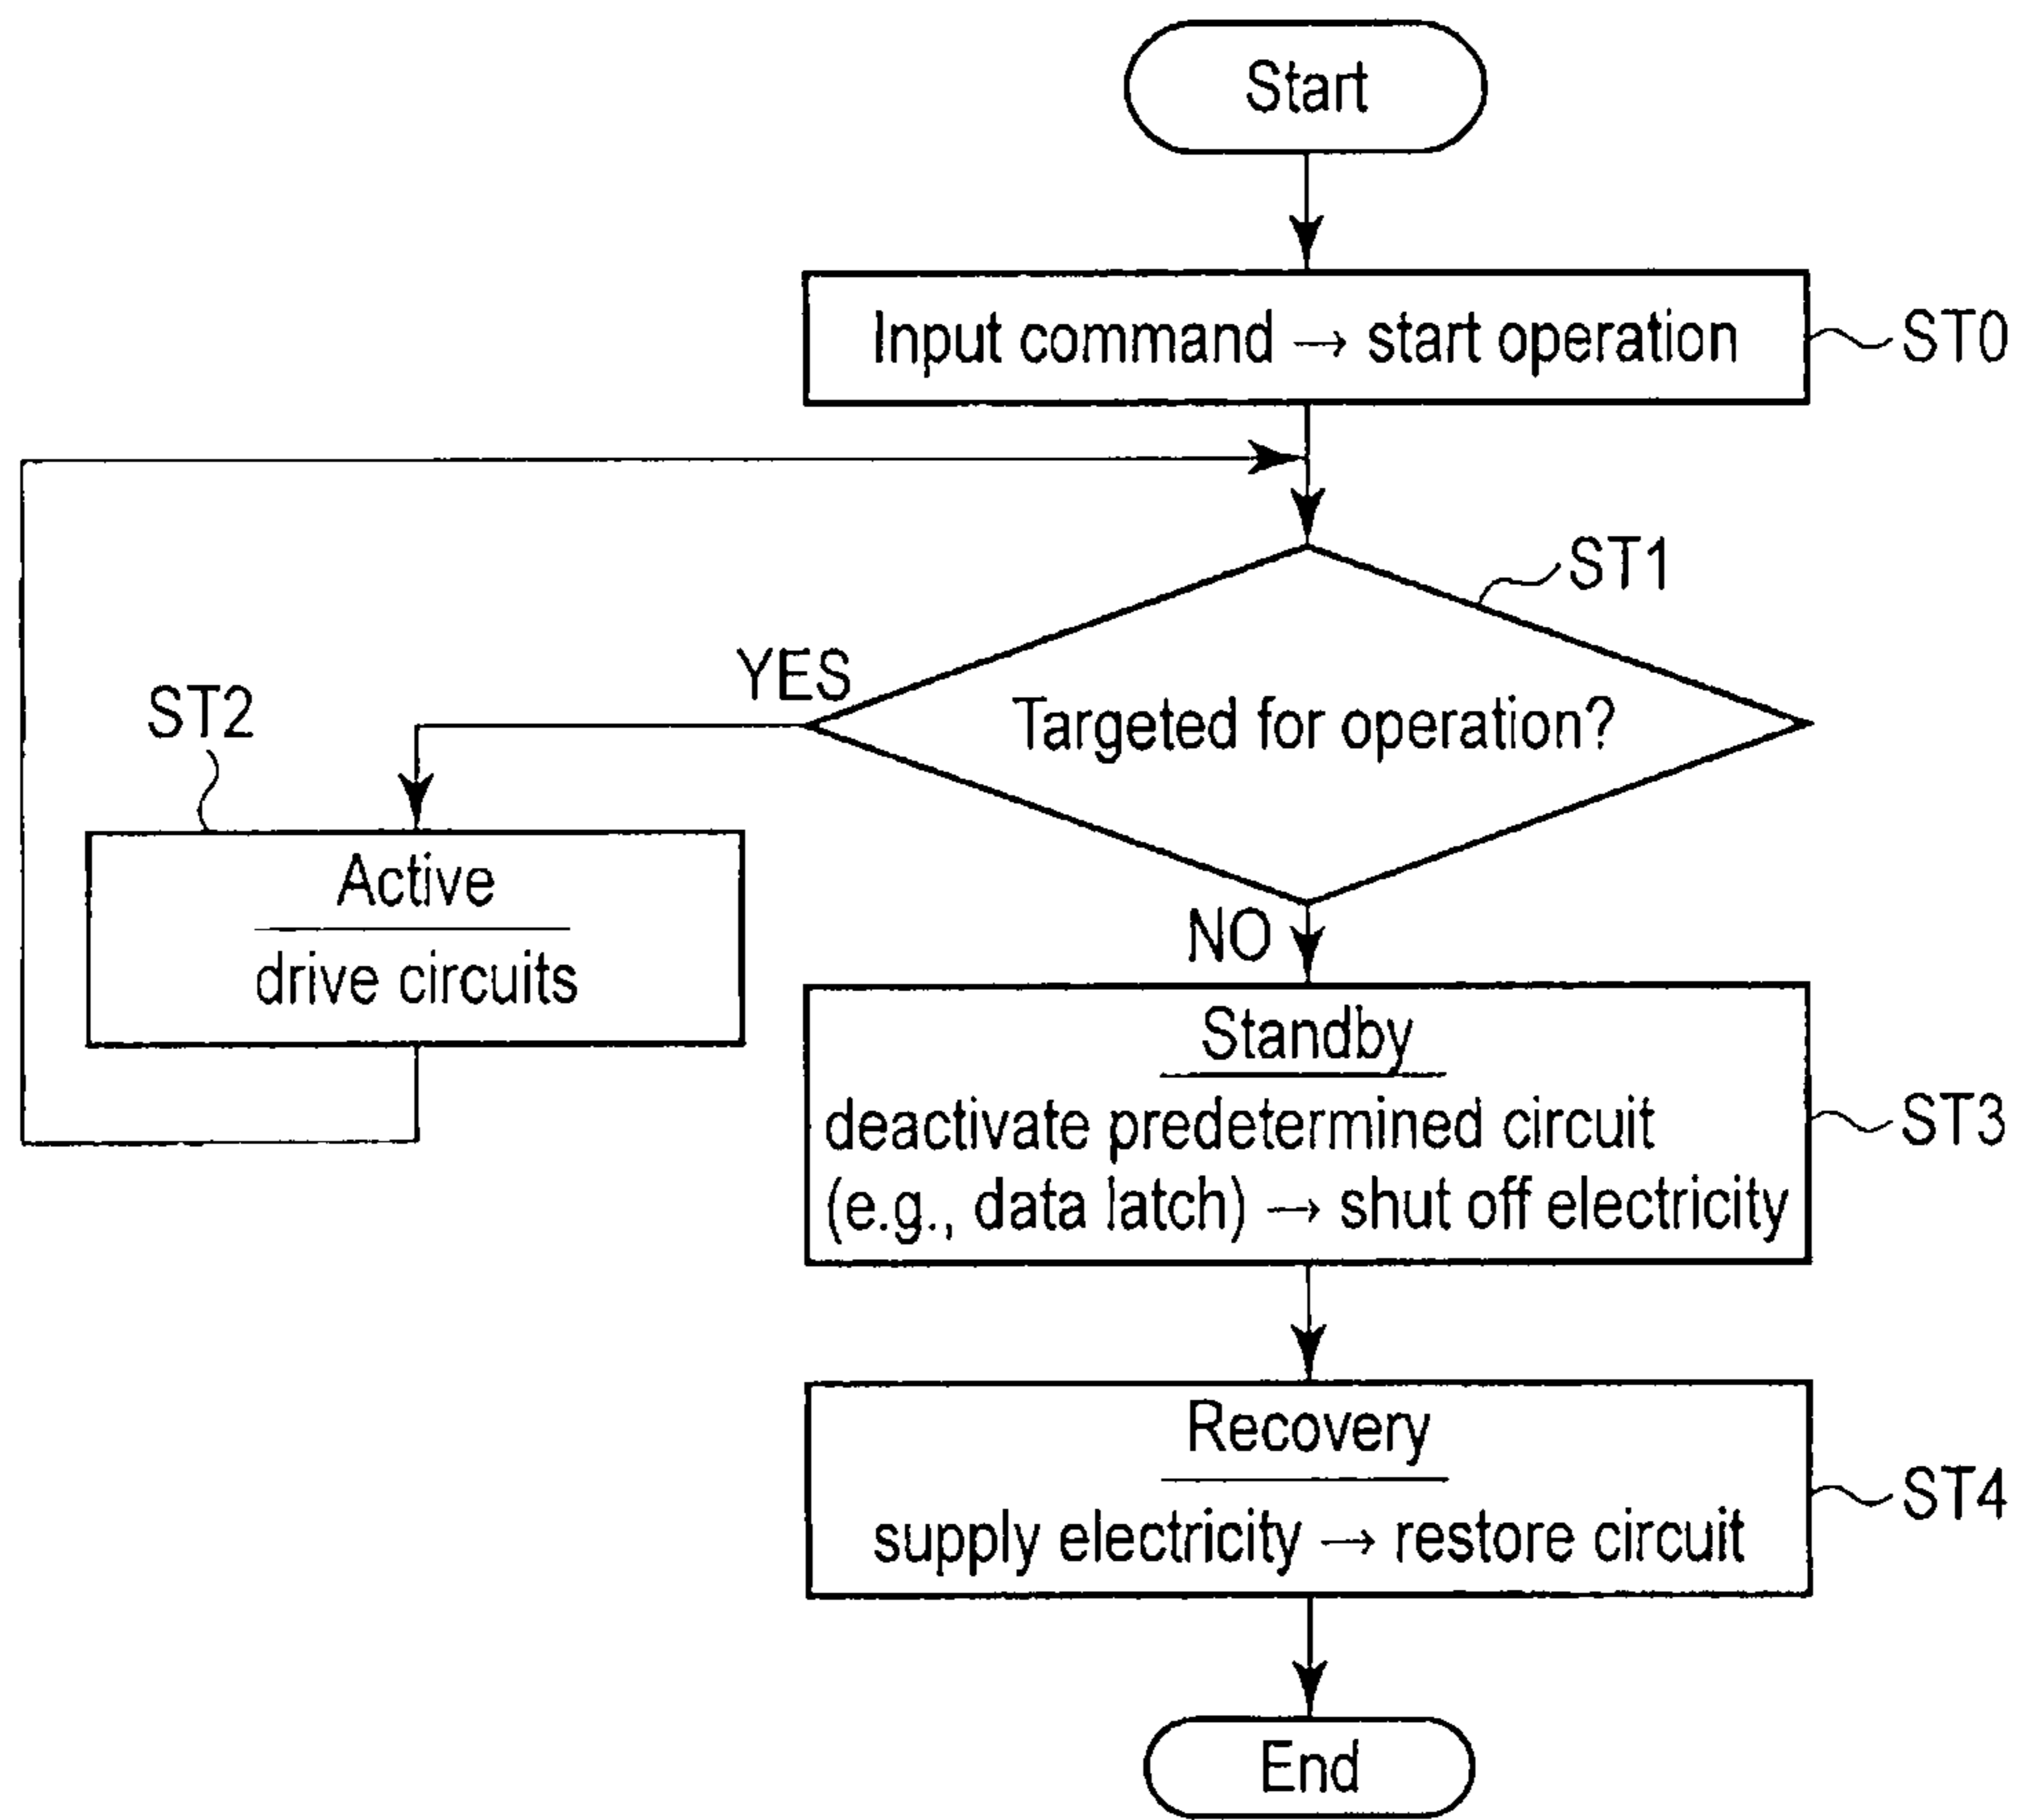 Start
Input command → start operation
ST0
ST1
YES
Targeted for operation?
ST2
Active
drive circuits
NO
Standby
deactivate predetermined circuit
(e.g., data latch) → shut off electricity
ST3
Recovery
supply electricity → restore circuit
ST4
End